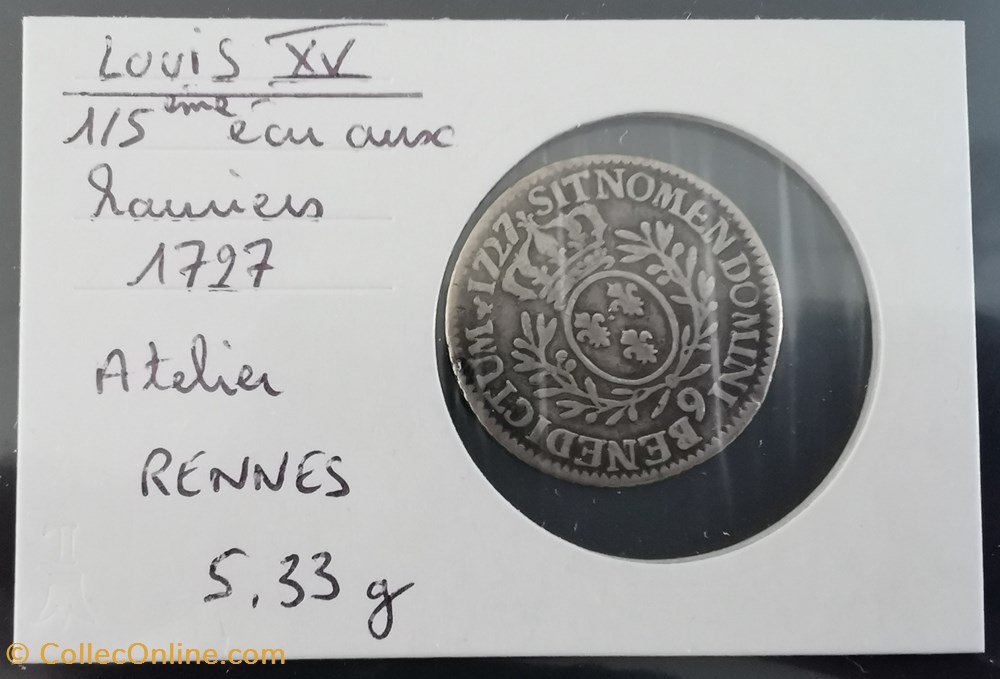 Louis XV
1/5 ème écu aux
lauriers
1727
Atelier
RENNES
5.33 g
SIT NOMEN DOMINI 9 BENEDICTUM 1727
© CollecOnline.com